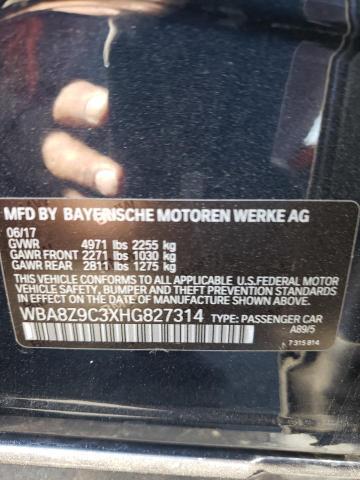 MFD BY BAYERISCHE MOTOREN WERKE AG
06/17
GVWR 4971 lbs 2255 kg
GAWR FRONT 2271 lbs 1030 kg
GAWR REAR 2811 lbs 1275 kg
THIS VEHICLE CONFORMS TO ALL APPLICABLE U.S.FEDERAL MOTOR
VEHICLE SAFETY, BUMPER AND THEFT PREVENTION STANDARDS
IN EFFECT ON THE DATE OF MANUFACTURE SHOWN ABOVE.
WBA8Z9C3XHG827314 TYPE: PASSENGER CAR
A89/5
7 315 814